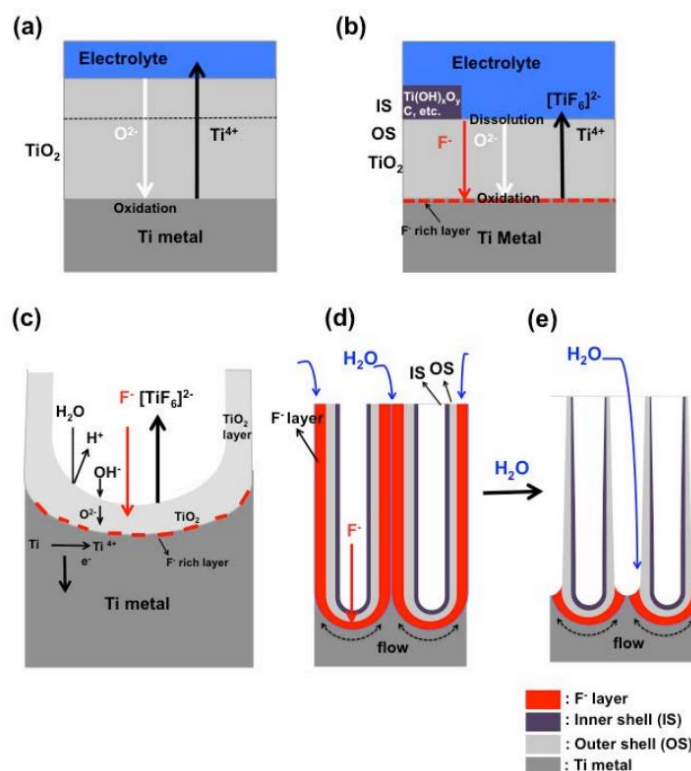 (a)
Electrolyte
TiO₂
O²⁻
Ti⁴⁺
Oxidation
Ti metal
(b)
Electrolyte
IS
Ti(OH)ₓOᵧ
C, etc.
[TiF₆]²⁻
Dissolution
OS
TiO₂
F⁻
O²⁻
Ti⁴⁺
Oxidation
F⁻ rich layer
Ti Metal
(c)
F⁻ [TiF₆]²⁻
H₂O
H⁺
TiO₂
layer
OH⁻
O²⁻
TiO₂
Ti
Ti ⁴⁺
e⁻
F⁻ rich layer
Ti metal
(d)
H₂O
IS OS
F⁻ layer
F⁻
flow
H₂O
(e)
H₂O
flow
: F⁻ layer
: Inner shell (IS)
: Outer shell (OS)
: Ti metal